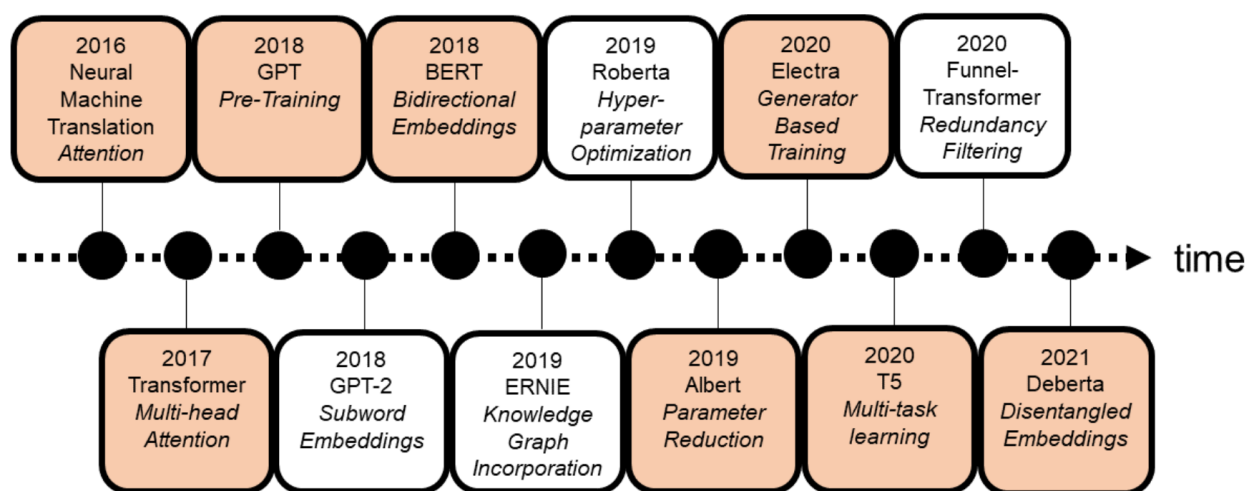 2016
Neural
Machine
Translation
Attention
2018
GPT
Pre-Training
2018
BERT
Bidirectional
Embeddings
2019
Roberta
Hyper-
parameter
Optimization
2020
Electra
Generator
Based
Training
2020
Funnel-
Transformer
Redundancy
Filtering
time
2017
Transformer
Multi-head
Attention
2018
GPT-2
Subword
Embeddings
2019
ERNIE
Knowledge
Graph
Incorporation
2019
Albert
Parameter
Reduction
2020
T5
Multi-task
learning
2021
Deberta
Disentangled
Embeddings